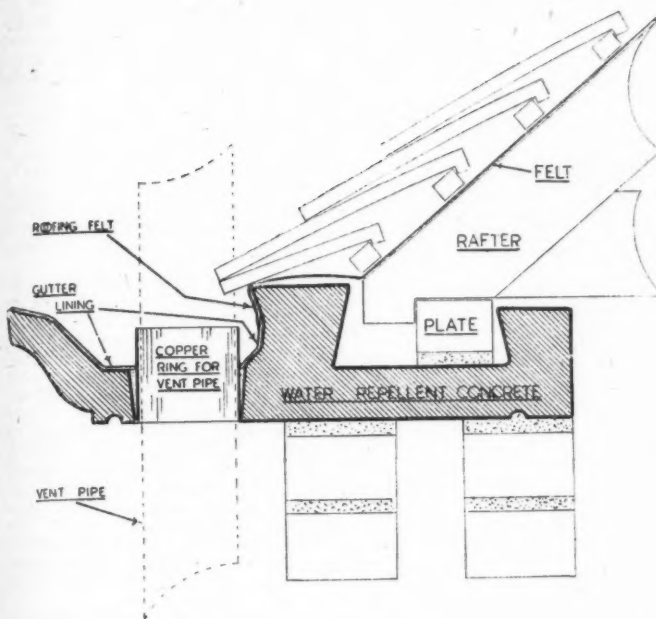 FELT
ROOFING FELT
RAFTER
GUTTER
LINING
PLATE
COPPER
RING FOR
VENT PIPE
WATER REPELLENT CONCRETE
VENT PIPE